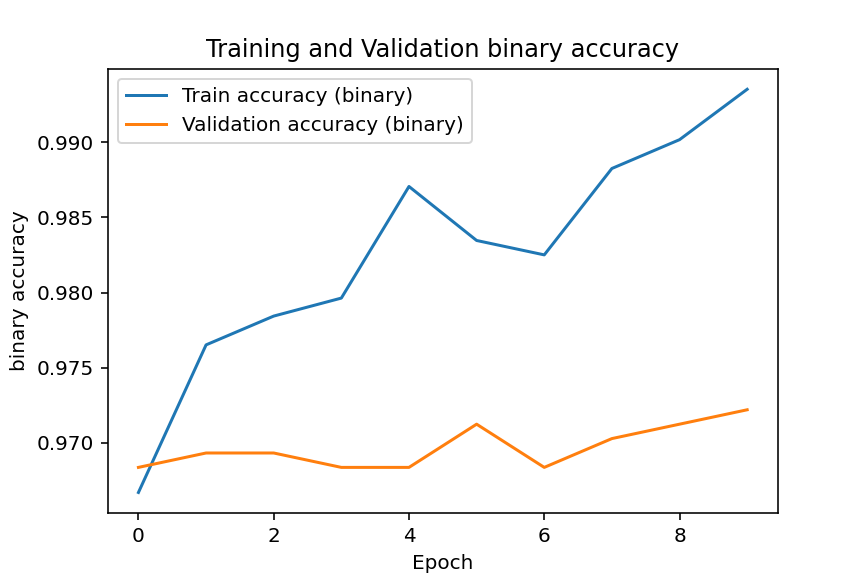 Training and Validation binary accuracy
Train accuracy (binary)
Validation accuracy (binary)
0.990
0.985
0.980
0.975
0.970
binary accuracy
0 2 4 6 8
Epoch